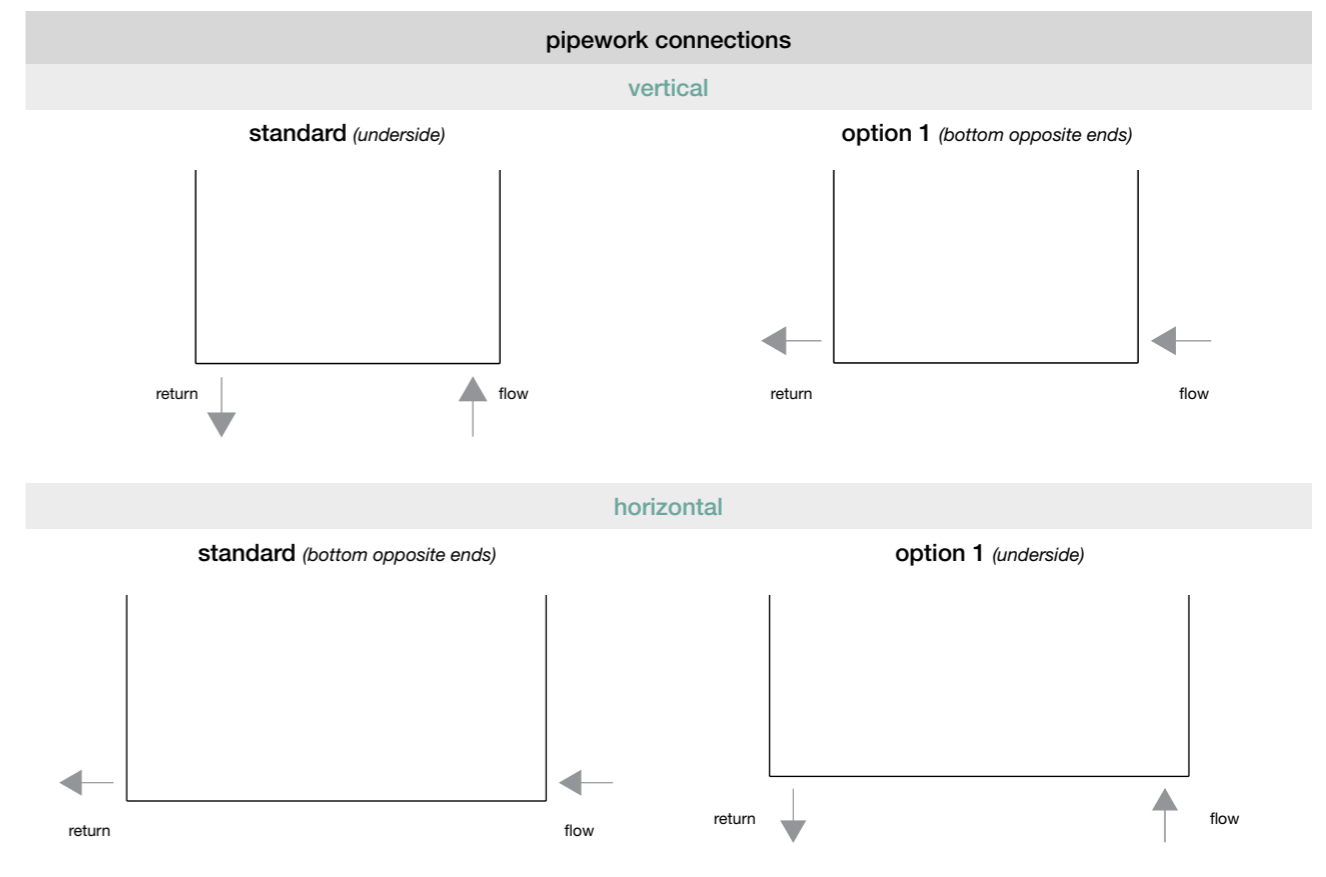 pipework connections
vertical
standard (underside)
option 1 (bottom opposite ends)
return
flow
return
flow
horizontal
standard (bottom opposite ends)
option 1 (underside)
return
flow
return
flow